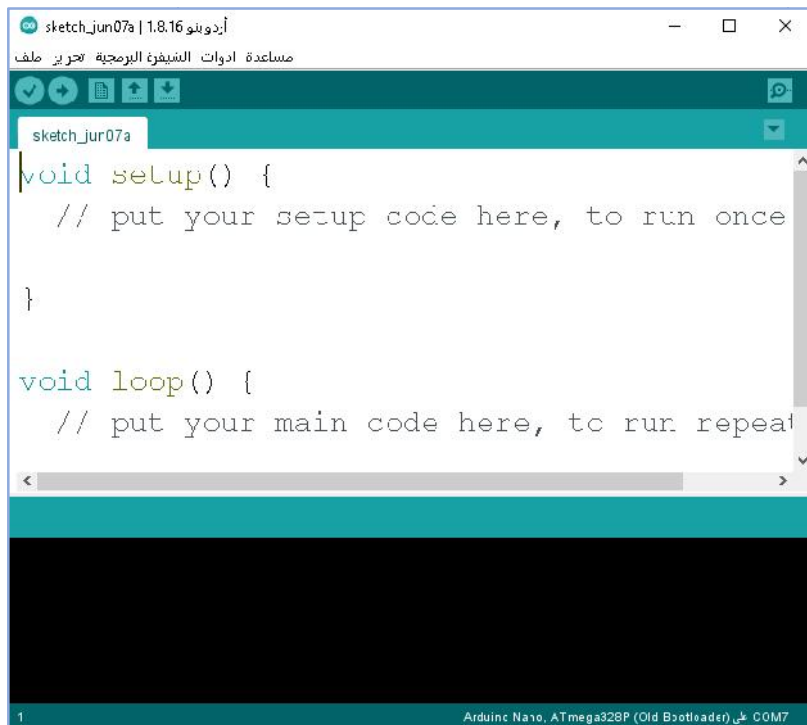 sketch_jun07a | أردوينو 1.8.16
ملف تحرير الشيفرة البرمجية ادوات مساعدة
sketch_jun07a
void setup() {
// put your setup code here, to run once
}
void loop() {
// put your main code here, to run repeat
1
Arduino Nano, ATmega328P (Old Bootloader) على COM7